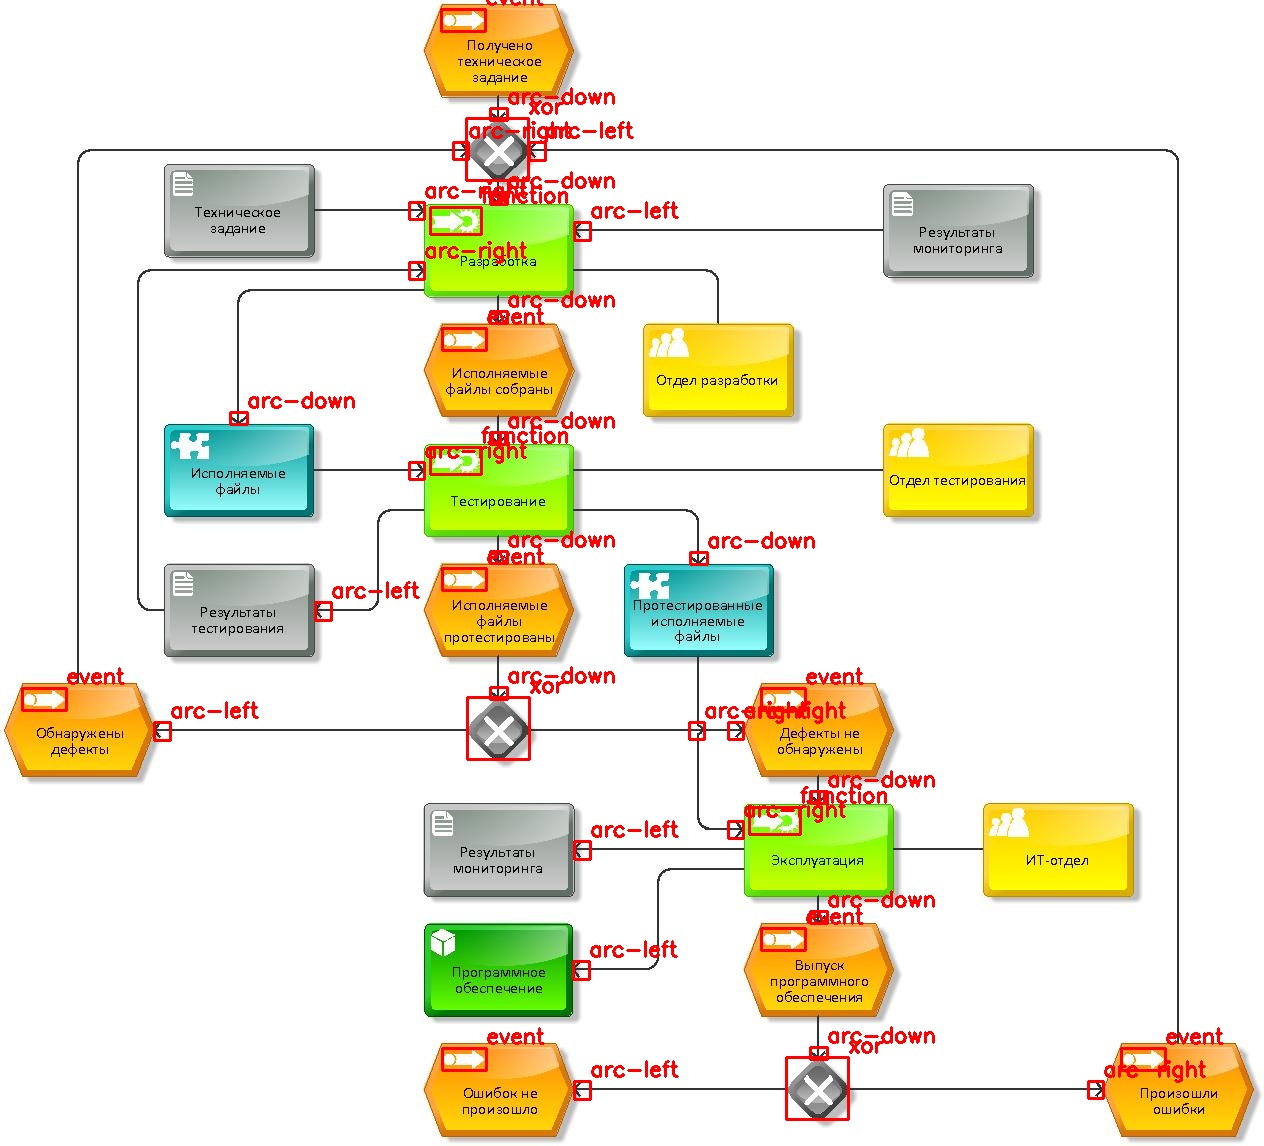 event
Получено
техническое
задание
arc-down
xor
arc-right
arc-left
arc-down
arc-right
function
Техническое
задание
arc-left
Результаты
мониторинга
arc-right
Разработка
arc-down
event
Исполняемые
файлы собраны
Отдел разработки
arc-down
arc-down
function
arc-right
Исполняемые
файлы
Тестирование
Отдел тестирования
arc-down
event
arc-down
arc-left
Результаты
тестирования
Исполняемые
файлы
протестированы
Протестированные
исполняемые
файлы
event
arc-down
xor
event
arc-left
arc-right
arc-right
Обнаружены
дефекты
Дефекты не
обнаружены
arc-down
function
arc-right
arc-left
Результаты
мониторинга
Эксплуатация
ИТ-отдел
arc-down
event
arc-left
Программное
обеспечение
Выпуск
программного
обеспечения
event
arc-down
xor
event
arc-left
arc-right
Ошибок не
произошло
Произошли
ошибки